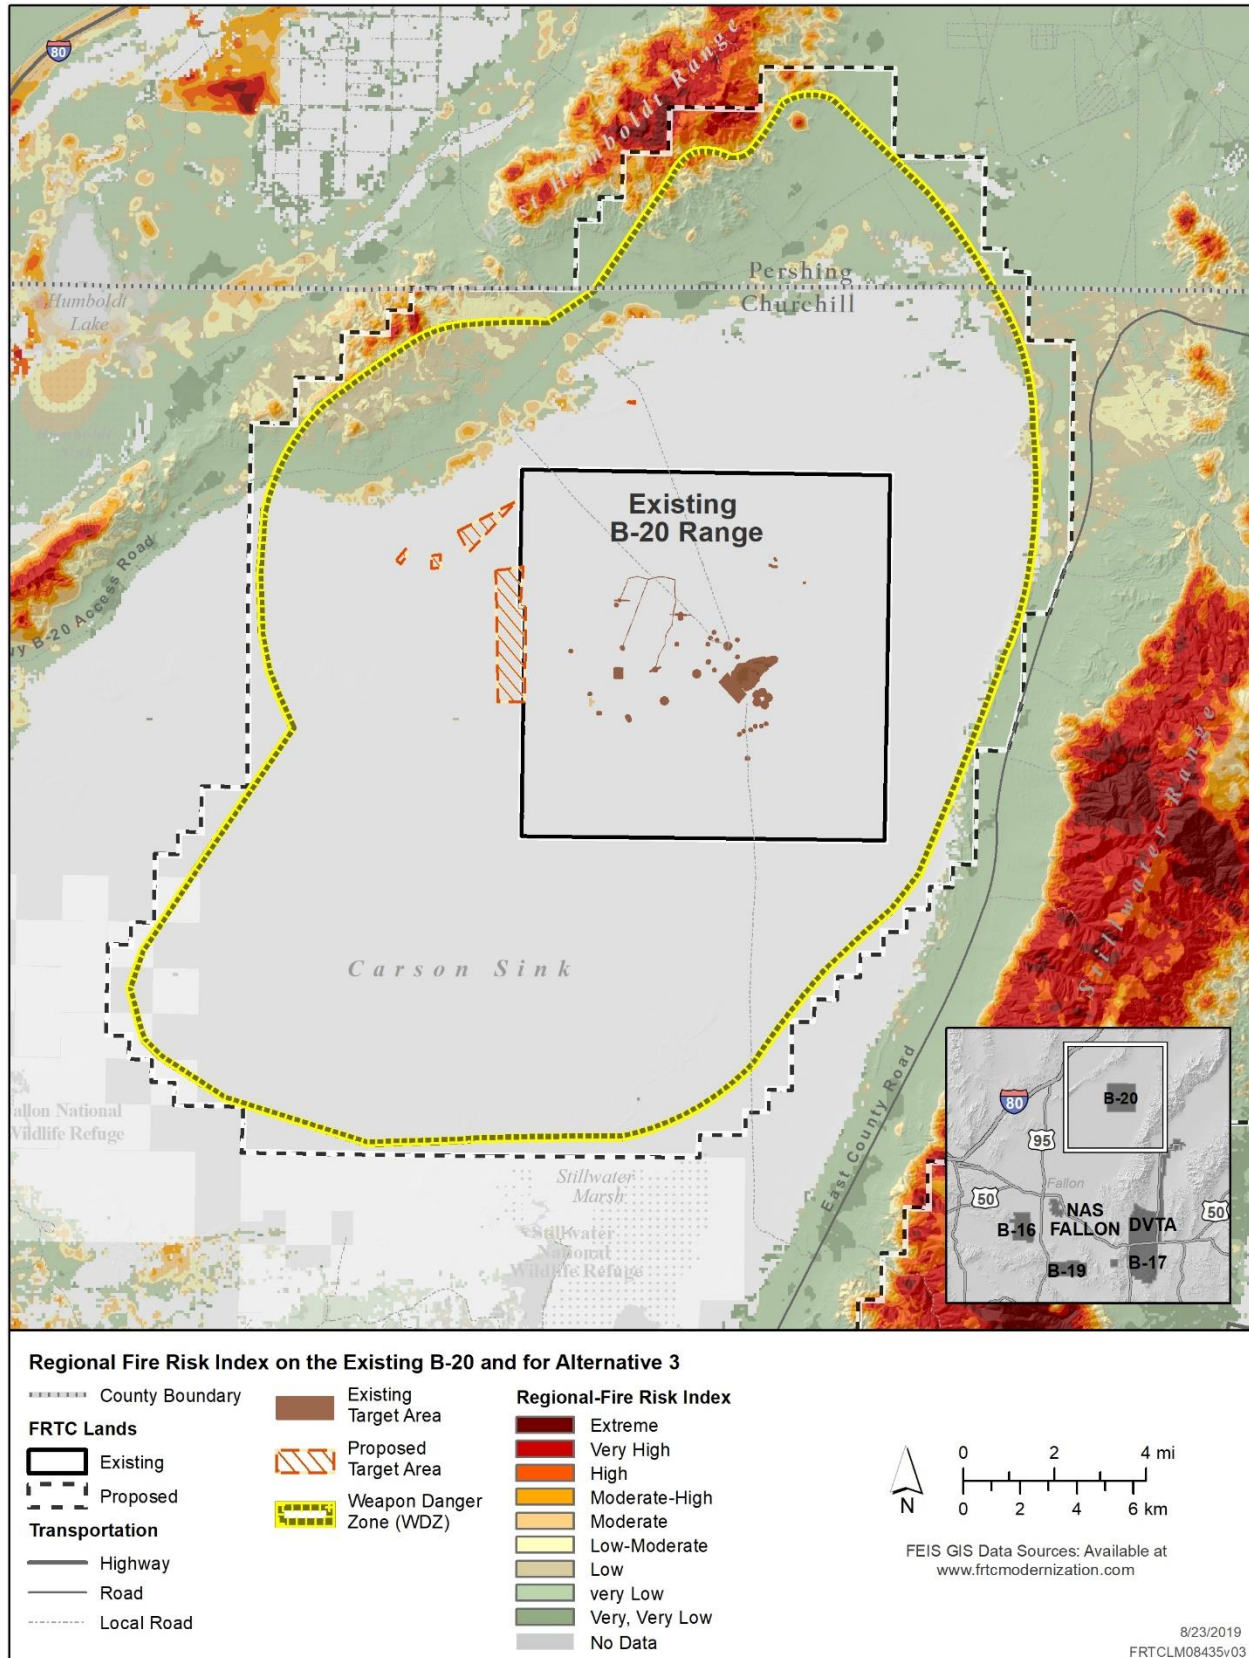 80
West Humboldt Range
Humboldt
Lake
Pershing
Churchill
Existing
B-20 Range
B-20 Access Road
Stillwater Range
Carson Sink
East County Road
allon National
Wildlife Refuge
Stillwater
Marsh
Stillwater
National
Wildlife Refuge
80
B-20
95
Fallon
50
NAS
FALLON
DVTA
50
B-16
B-19
B-17
Regional Fire Risk Index on the Existing B-20 and for Alternative 3
County Boundary
FRTC Lands
Existing
Proposed
Transportation
Highway
Road
Local Road
Existing
Target Area
Proposed
Target Area
Weapon Danger
Zone (WDZ)
Regional-Fire Risk Index
Extreme
Very High
High
Moderate-High
Moderate
Low-Moderate
Low
very Low
Very, Very Low
No Data
N
0 2 4 mi
0 2 4 6 km
FEIS GIS Data Sources: Available at
www.frtcmodernization.com
8/23/2019
FRTCLM08435v03